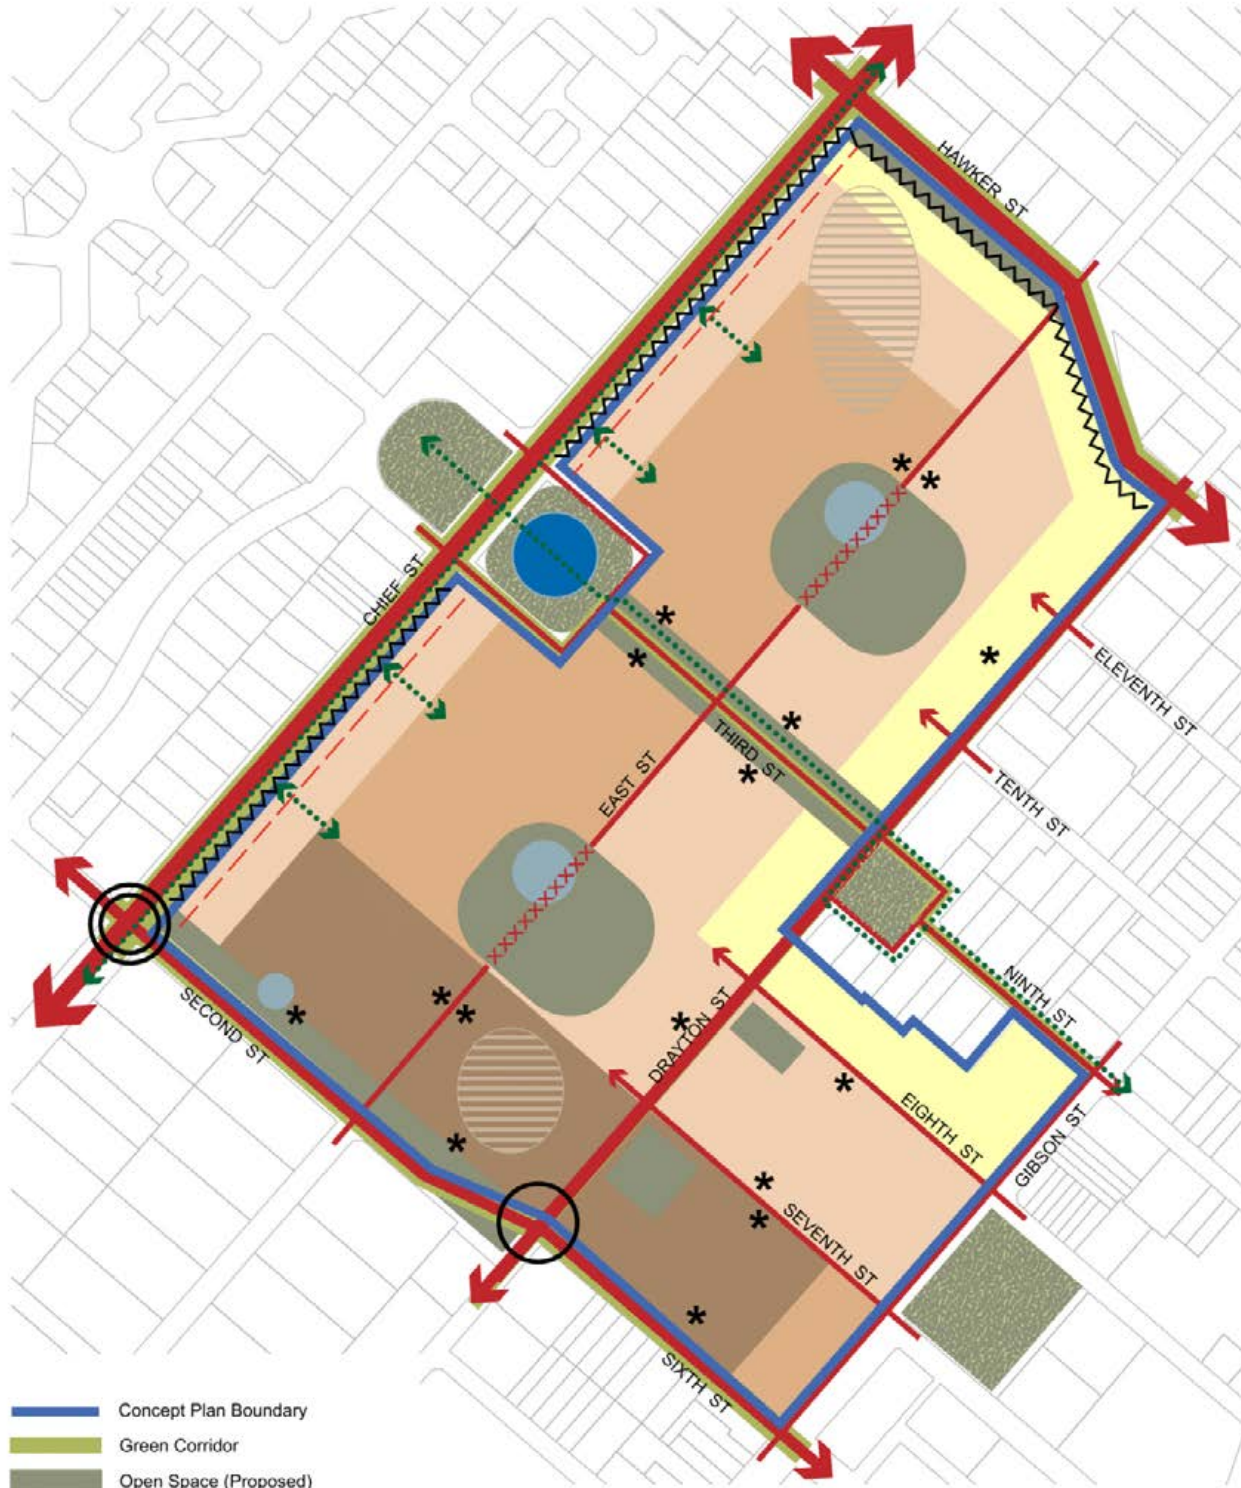 HAWKER ST
CHIEF ST
ELEVENTH ST
THIRD ST
EAST ST
TENTH ST
NINTH ST
SECOND ST
DRAYTON ST
EIGHTH ST
GIBSON ST
SEVENTH ST
SIXTH ST
Concept Plan Boundary
Green Corridor
Open Space (Proposed)